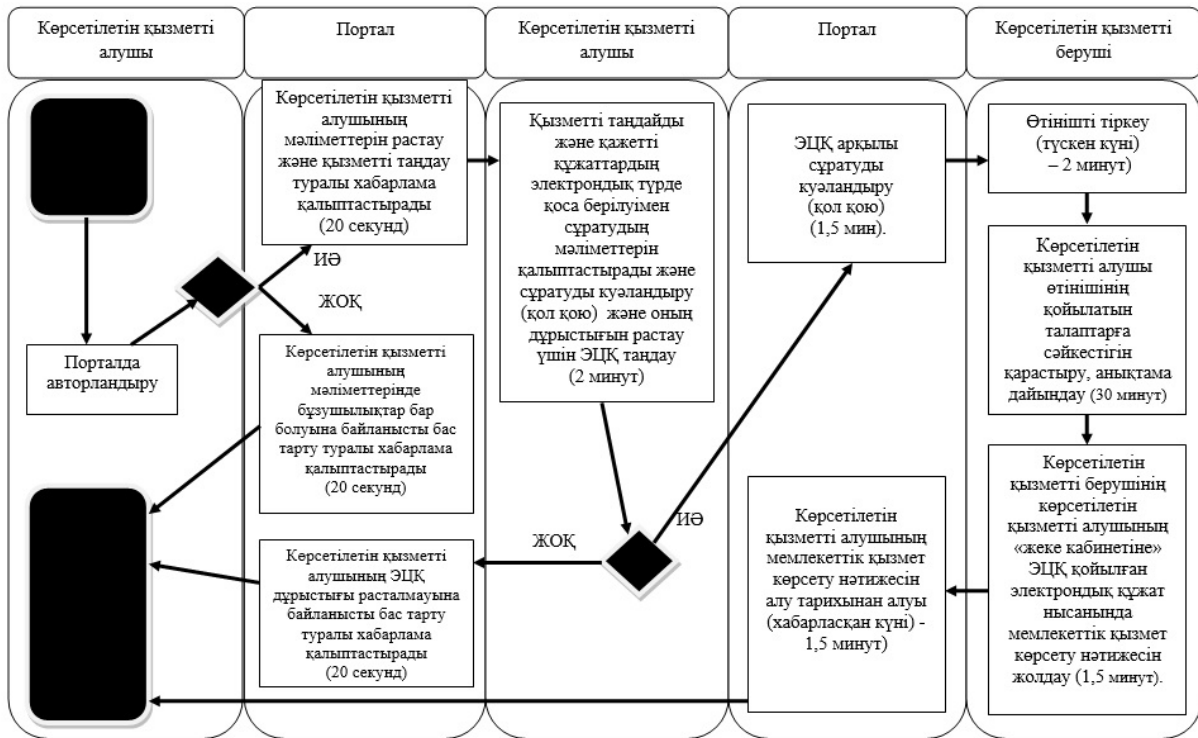 Көрсетілетін қызметті
алушы
Портал
Көрсетілетін қызметті
алушы
Портал
Көрсетілетін қызметті
беруші
Порталда
авторландыру
Көрсетілетін қызметті
алушының
мәліметтерін растау
және қызметті таңдау
туралы хабарлама
қалыптастырады
(20 секунд)
ИӘ
ЖОҚ
Көрсетілетін қызметті
алушының
мәліметтерінде
бұзушылықтар бар
болуына байланысты бас
тарту туралы хабарлама
қалыптастырады
(20 секунд)
Көрсетілетін қызметті
алушының ЭЦҚ
дұрыстығы расталмауына
байланысты бас тарту
туралы хабарлама
қалыптастырады
(20 секунд)
Қызметті таңдайды
және қажетті
құжаттардың
электрондық түрде
қоса берілуімен
сұратудың
мәліметтерін
қалыптастырады және
сұратуды куәландыру
(қол қою) және оның
дұрыстығын растау
үшін ЭЦҚ таңдау
(2 минут)
ЖОҚ
ИӘ
ЭЦҚ арқылы
сұратуды
куәландыру
(қол қою)
(1,5 мин).
Көрсетілетін
қызметті алушының
мемлекеттік қызмет
көрсету нәтижесін
алу тарихынан алуы
(хабарласқан күні) -
1,5 минут)
Өтінішті тіркеу
(түскен күні)
– 2 минут)
Көрсетілетін
қызметті алушы
өтінішінің
қойылатын
талаптарға
сәйкестігін
қарастыру, анықтама
дайындау (30 минут)
Көрсетілетін
қызметті берушінің
көрсетілетін
қызметті алушының
«жеке кабинетіне»
ЭЦҚ қойылған
электрондық құжат
нысанында
мемлекеттік қызмет
көрсету нәтижесін
жолдау (1,5 минут).